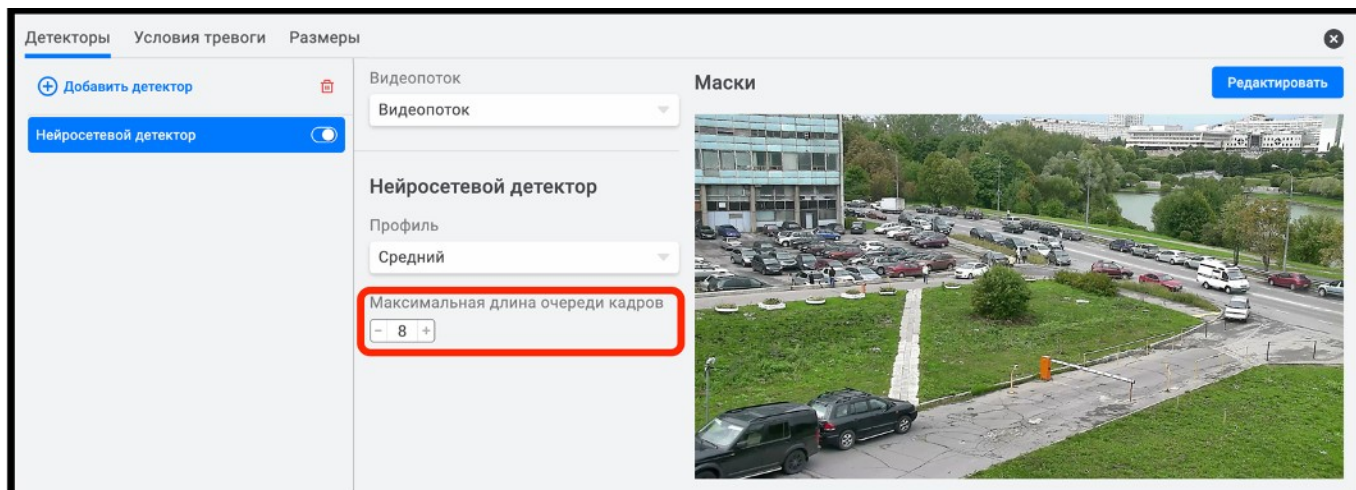 Детекторы Условия тревоги Размеры
Добавить детектор
Нейросетевой детектор
Видеопоток
Видеопоток
Нейросетевой детектор
Профиль
Средний
Максимальная длина очереди кадров
- 8 +
Маски
Редактировать